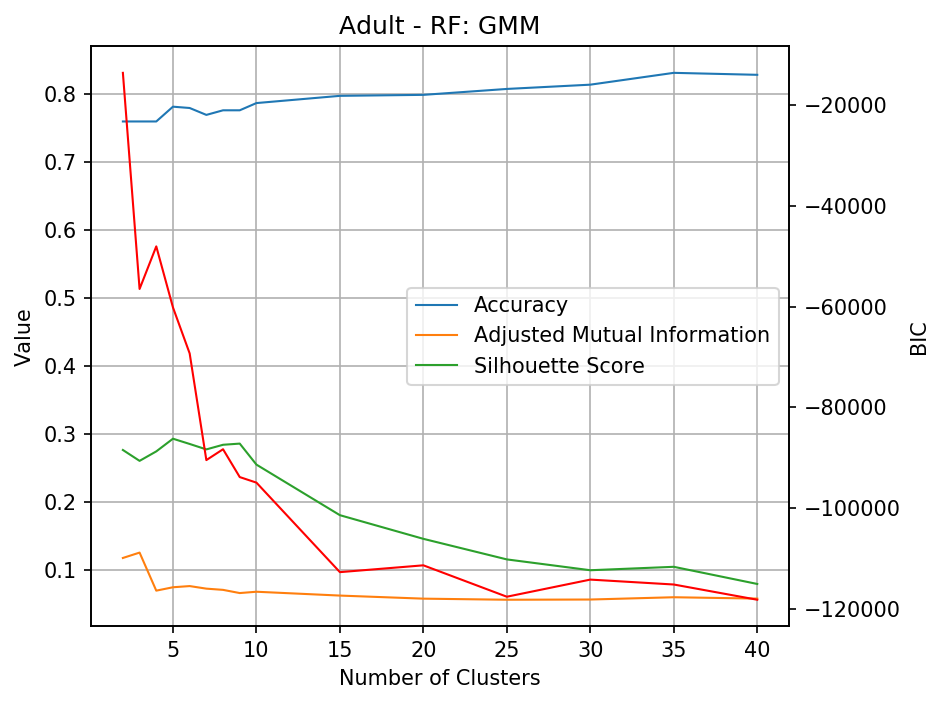 Adult - RF: GMM
Value
0.8
0.7
0.6
0.5
0.4
0.3
0.2
0.1
Accuracy
Adjusted Mutual Information
Silhouette Score
−20000
−40000
−60000
−80000
−100000
−120000
BIC
5 10 15 20 25 30 35 40
Number of Clusters